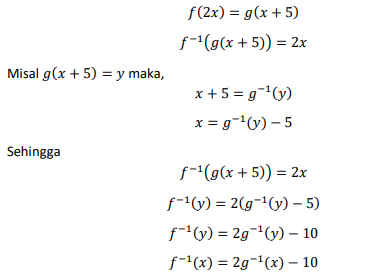 f(2x) = g(x + 5)
f⁻¹(g(x + 5)) = 2x
Misal g(x + 5) = y maka,
x + 5 = g⁻¹(y)
x = g⁻¹(y) − 5
Sehingga
f⁻¹(g(x + 5)) = 2x
f⁻¹(y) = 2(g⁻¹(y) − 5)
f⁻¹(y) = 2g⁻¹(y) − 10
f⁻¹(x) = 2g⁻¹(x) − 10